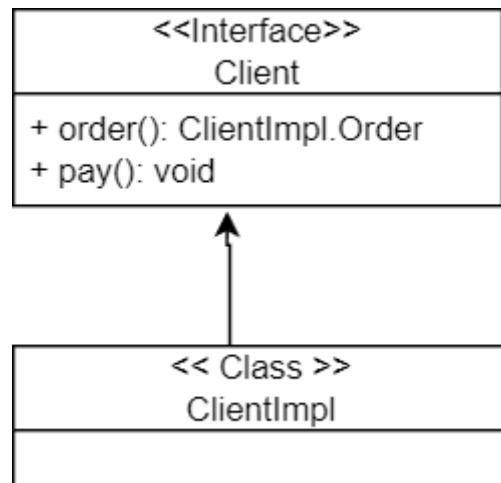 <<Interface>>
Client
+ order(): ClientImpl.Order
+ pay(): void
<< Class >>
ClientImpl